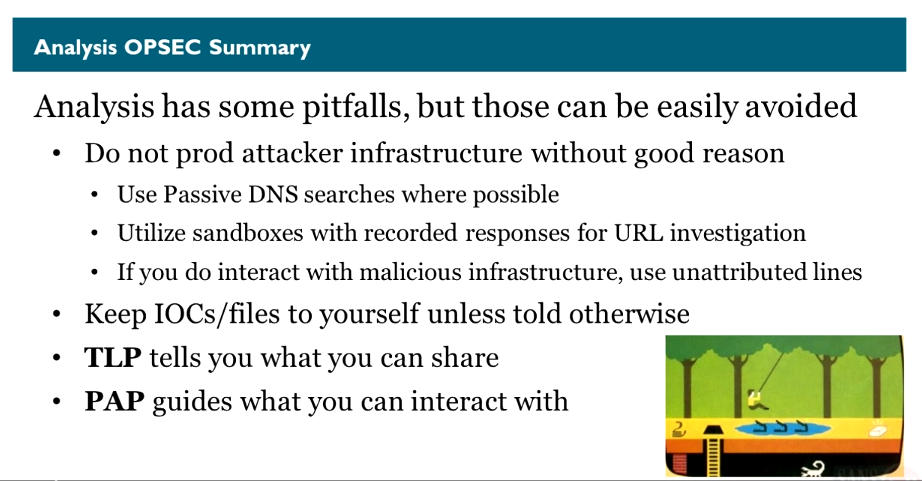 Analysis OPSEC Summary
Analysis has some pitfalls, but those can be easily avoided
• Do not prod attacker infrastructure without good reason
• Use Passive DNS searches where possible
• Utilize sandboxes with recorded responses for URL investigation
• If you do interact with malicious infrastructure, use unattributed lines
• Keep IOCs/files to yourself unless told otherwise
• TLP tells you what you can share
• PAP guides what you can interact with